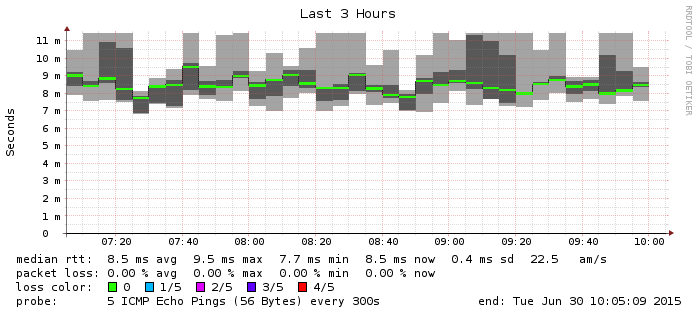 Last 3 Hours
RRDTOOL / TOBI OETIKER
Seconds
11 m
10 m
9 m
8 m
7 m
6 m
5 m
4 m
3 m
2 m
1 m
0
07:20 07:40 08:00 08:20 08:40 09:00 09:20 09:40 10:00
median rtt: 8.5 ms avg 9.5 ms max 7.7 ms min 8.5 ms now 0.4 ms sd 22.5 am/s
packet loss: 0.00 % avg 0.00 % max 0.00 % min 0.00 % now
loss color: 0 1/5 2/5 3/5 4/5
probe: 5 ICMP Echo Pings (56 Bytes) every 300s end: Tue Jun 30 10:05:09 2015